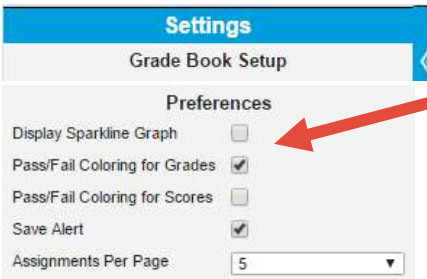 Settings
Grade Book Setup
Preferences
Display Sparkline Graph
Pass/Fail Coloring for Grades
Pass/Fail Coloring for Scores
Save Alert
Assignments Per Page 5